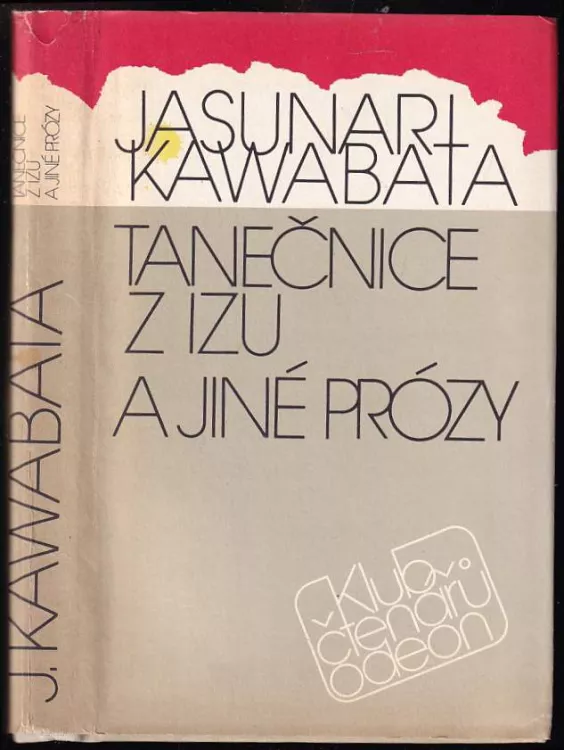 TANEČNICE
Z IZU
A JINÉ PRÓZY
J. KAWABATA
JASUNARI
KAWABATA
TANEČNICE
Z IZU
A JINÉ PRÓZY
Klub
čtenářů
odeon